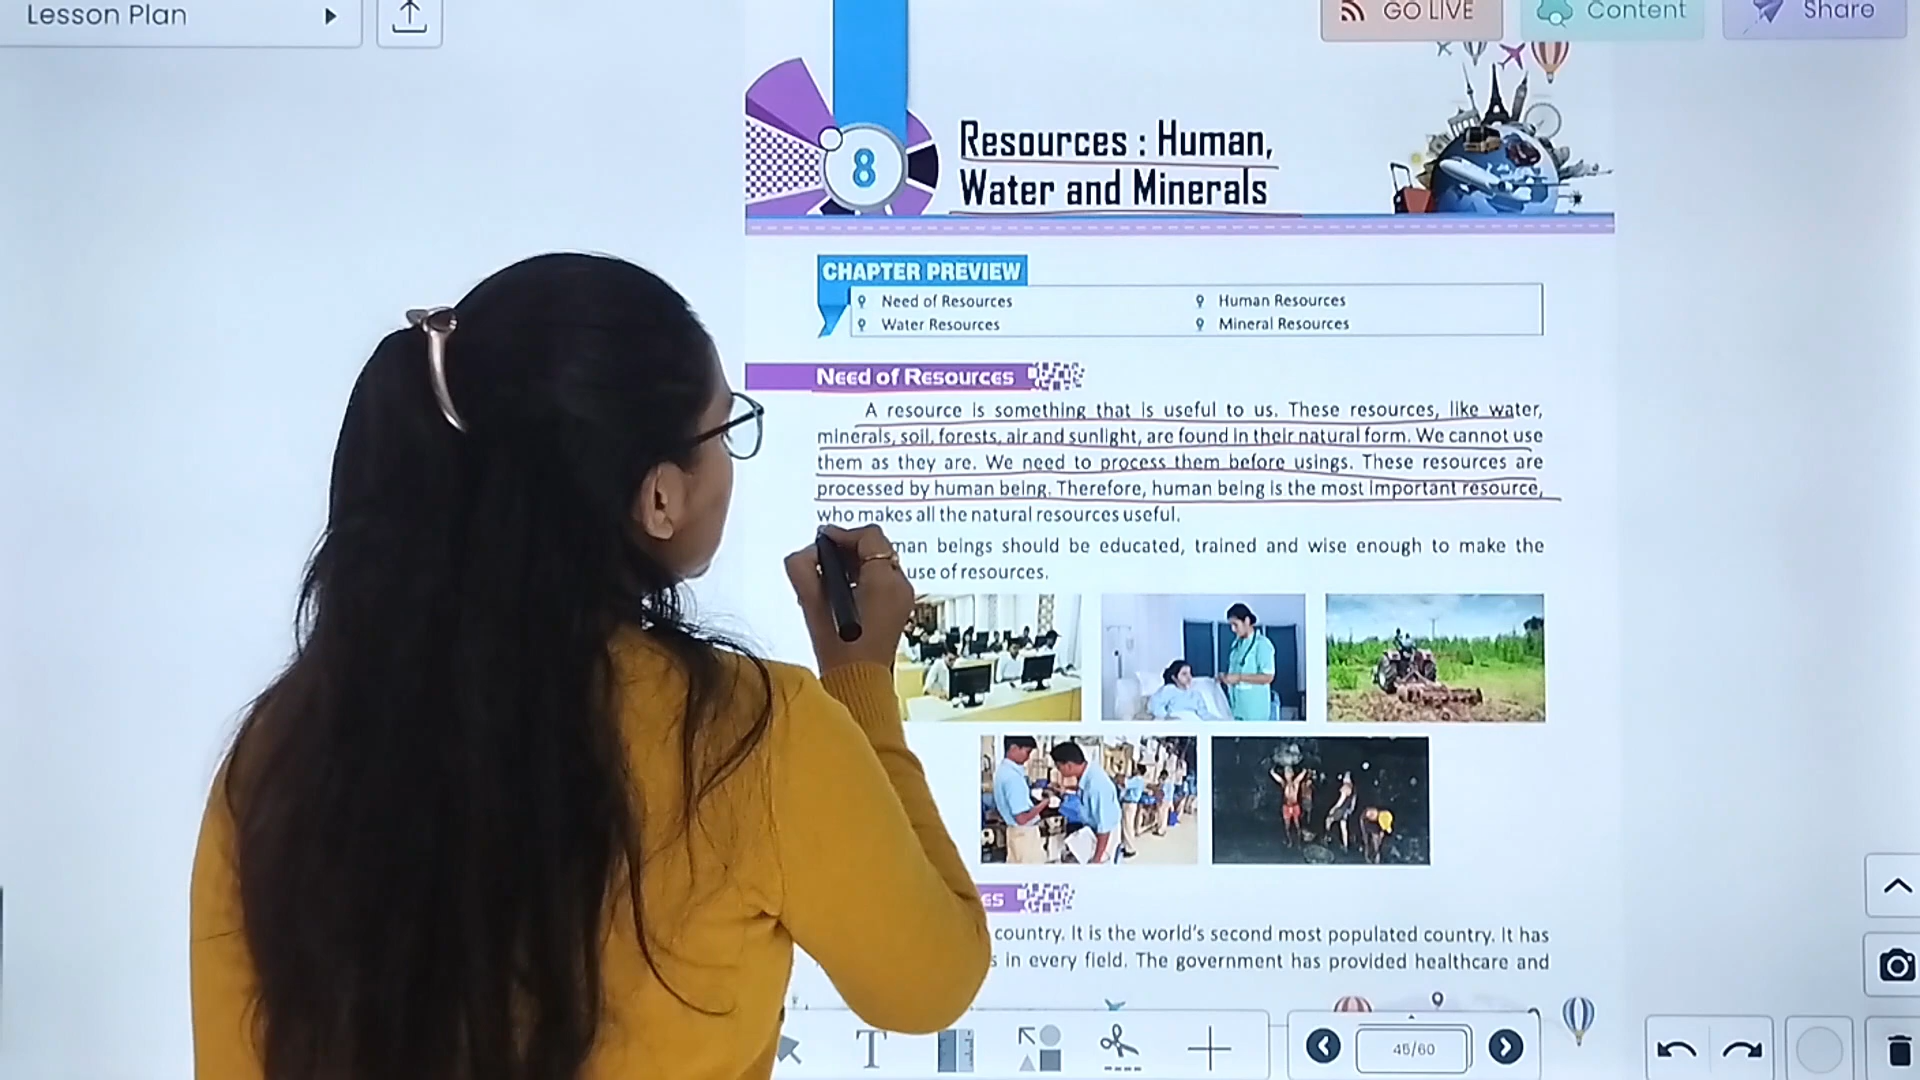 Lesson Plan
GO LIVE
Content
Share
8
Resources : Human,
Water and Minerals
CHAPTER PREVIEW
Need of Resources
Human Resources
Water Resources
Mineral Resources
Need of Resources
A resource is something that is useful to us. These resources, like water,
minerals, soil, forests, air and sunlight, are found in their natural form. We cannot use
them as they are. We need to process them before usings. These resources are
processed by human being. Therefore, human being is the most important resource,
who makes all the natural resources useful.
man beings should be educated, trained and wise enough to make the
use of resources.
es
country. It is the world's second most populated country. It has
s in every field. The government has provided healthcare and
T
45/60